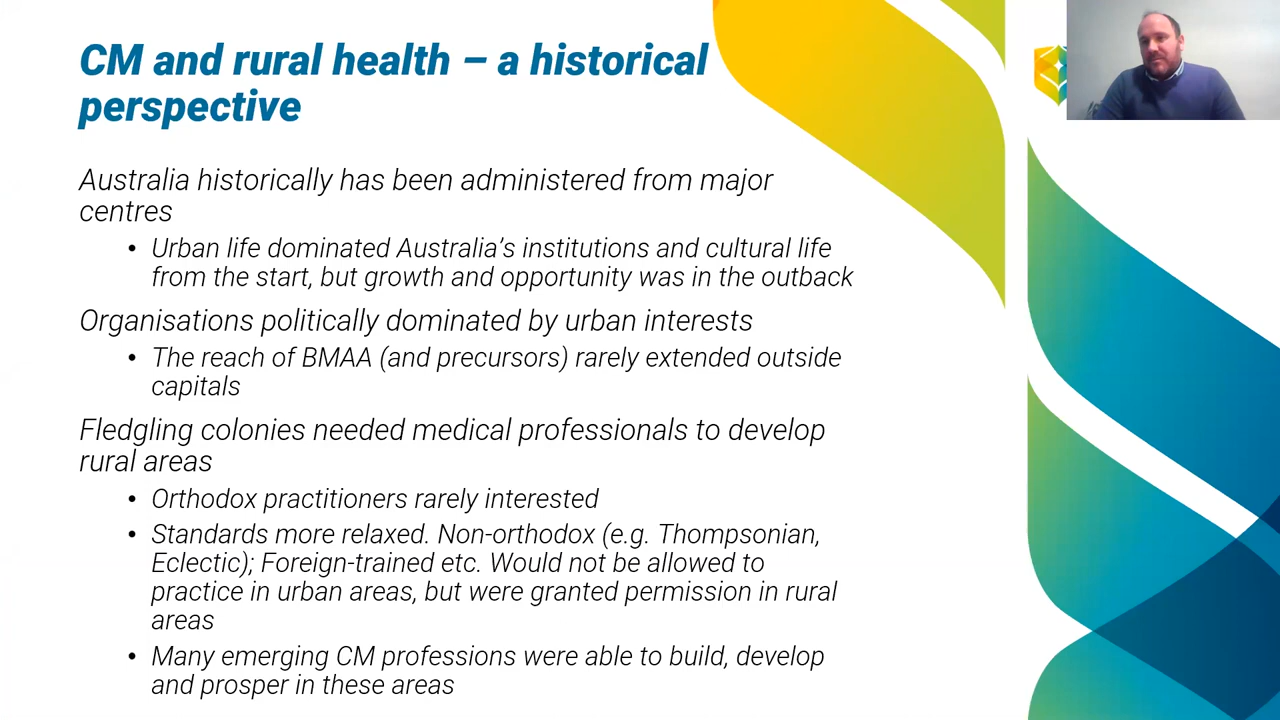 CM and rural health – a historical
perspective
Australia historically has been administered from major
centres
• Urban life dominated Australia’s institutions and cultural life
from the start, but growth and opportunity was in the outback
Organisations politically dominated by urban interests
• The reach of BMAA (and precursors) rarely extended outside
capitals
Fledgling colonies needed medical professionals to develop
rural areas
• Orthodox practitioners rarely interested
• Standards more relaxed. Non-orthodox (e.g. Thompsonian,
Eclectic); Foreign-trained etc. Would not be allowed to
practice in urban areas, but were granted permission in rural
areas
• Many emerging CM professions were able to build, develop
and prosper in these areas